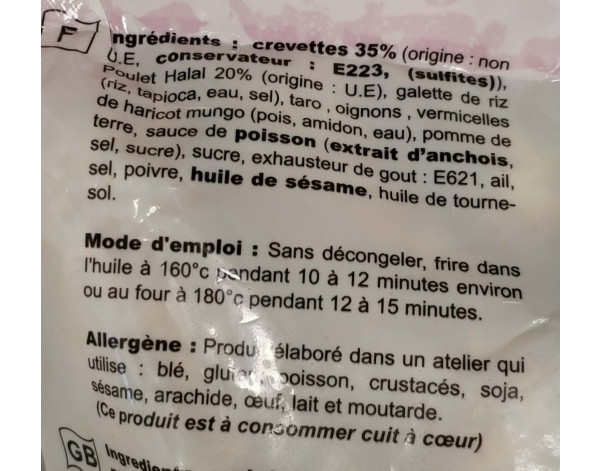 F
Ingrédients : crevettes 35% (origine : non
U.E, conservateur : E223, (sulfites)),
Poulet Halal 20% (origine : U.E), galette de riz
(riz, tapioca, eau, sel), taro , oignons , vermicelles
de haricot mungo (pois, amidon, eau), pomme de
terre, sauce de poisson (extrait d'anchois,
sel, sucre), sucre, exhausteur de gout : E621, ail,
sel, poivre, huile de sésame, huile de tourne-
sol.
Mode d'emploi : Sans décongeler, frire dans
l'huile à 160°c pendant 10 à 12 minutes environ
ou au four à 180°c pendant 12 à 15 minutes.
Allergène : Produit élaboré dans un atelier qui
utilise : blé, gluten, poisson, crustacés, soja,
sésame, arachide, œuf, lait et moutarde.
(Ce produit est à consommer cuit à cœur)
GB
Ingredien